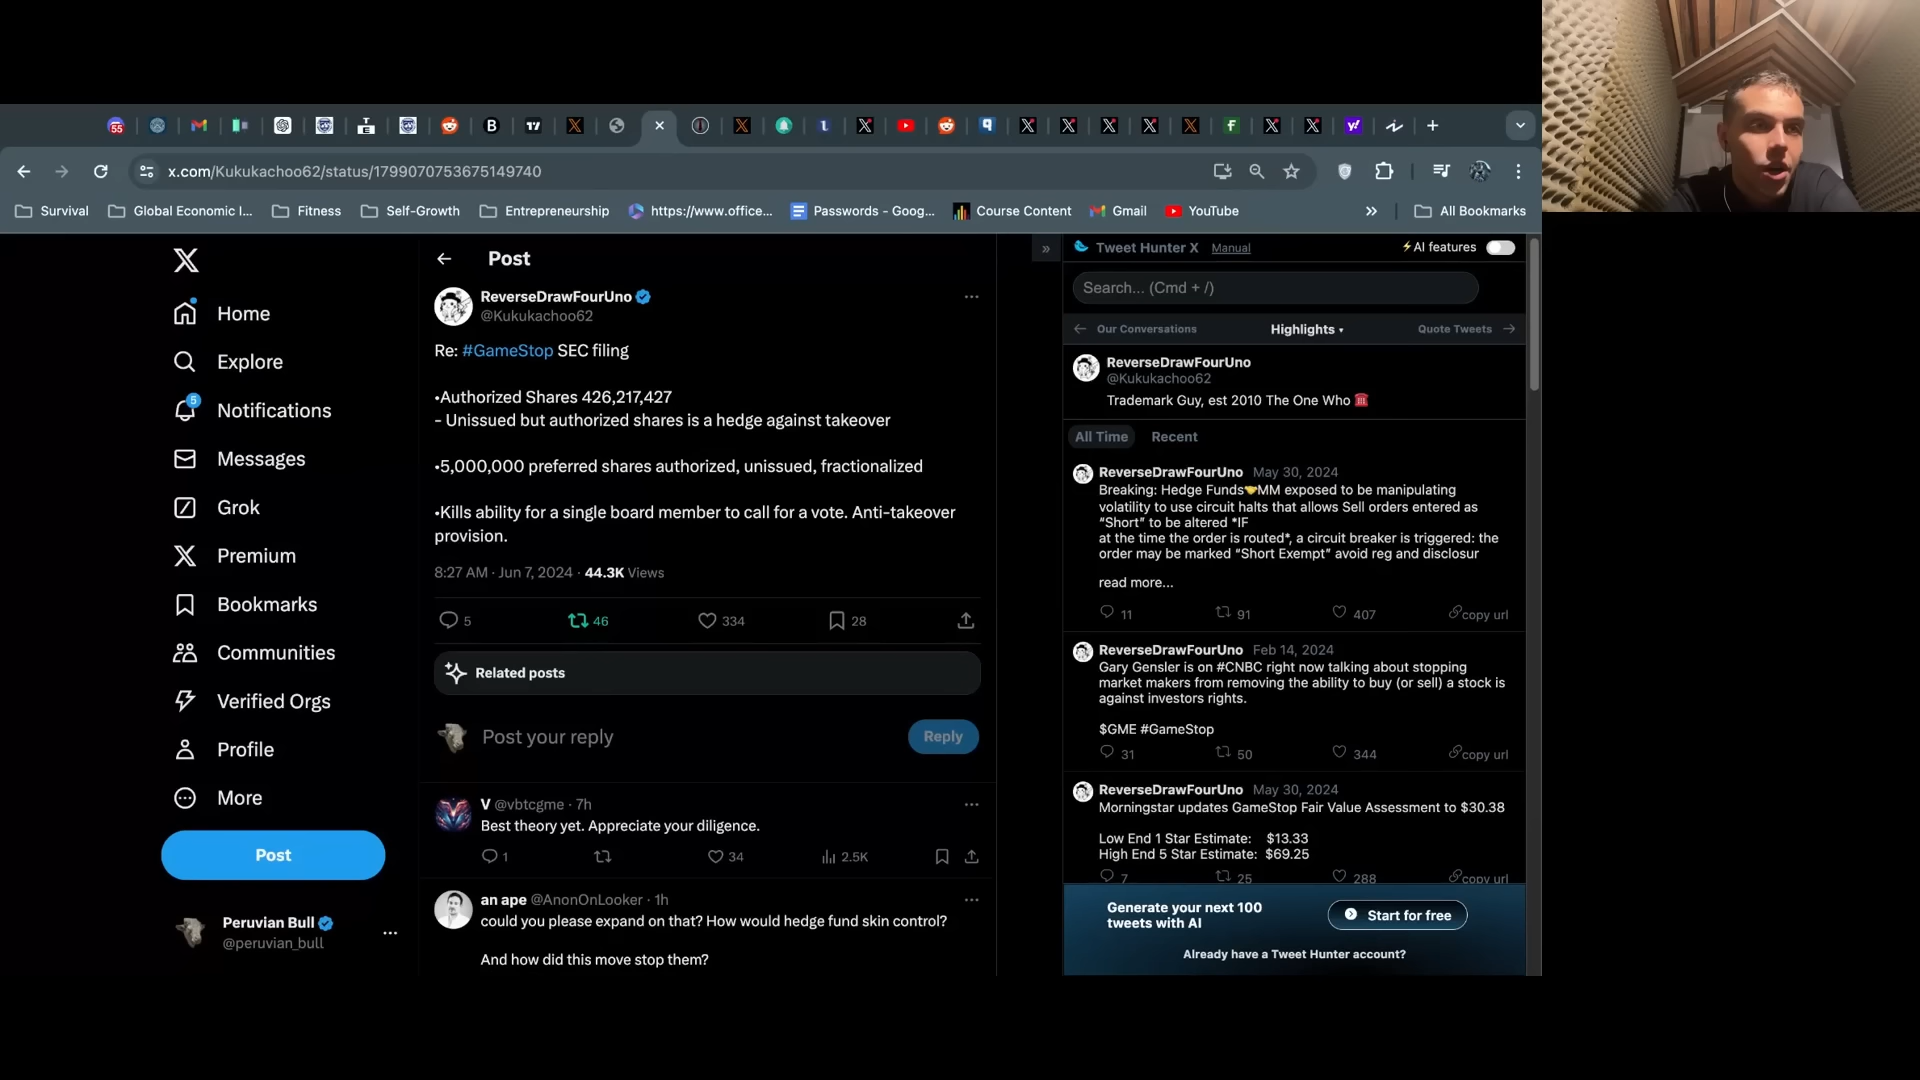 55
x.com/Kukukachoo62/status/1799070753675149740
Survival
Global Economic I...
Fitness
Self-Growth
Entrepreneurship
https://www.office...
Passwords - Goog...
Course Content
Gmail
YouTube
All Bookmarks
Home
Explore
5
Notifications
Messages
Grok
Premium
Bookmarks
Communities
Verified Orgs
Profile
More
Post
Peruvian Bull
@peruvian_bull
Post
ReverseDrawFourUno
@Kukukachoo62
Re: #GameStop SEC filing
•Authorized Shares 426,217,427
- Unissued but authorized shares is a hedge against takeover
•5,000,000 preferred shares authorized, unissued, fractionalized
•Kills ability for a single board member to call for a vote. Anti-takeover
provision.
8:27 AM · Jun 7, 2024 · 44.3K Views
5
46
334
28
Related posts
Post your reply
Reply
V @vbtcgme · 7h
Best theory yet. Appreciate your diligence.
1
34
2.5K
an ape @AnonOnLooker · 1h
could you please expand on that? How would hedge fund skin control?
And how did this move stop them?
Tweet Hunter X Manual
⚡AI features
Search... (Cmd + /)
Our Conversations
Highlights
Quote Tweets
ReverseDrawFourUno
@Kukukachoo62
Trademark Guy, est 2010 The One Who
All Time
Recent
ReverseDrawFourUno May 30, 2024
Breaking: Hedge Funds🤝MM exposed to be manipulating
volatility to use circuit halts that allows Sell orders entered as
“Short” to be altered *IF
at the time the order is routed*, a circuit breaker is triggered: the
order may be marked “Short Exempt” avoid reg and disclosur
read more...
11
91
407
copy url
ReverseDrawFourUno Feb 14, 2024
Gary Gensler is on #CNBC right now talking about stopping
market makers from removing the ability to buy (or sell) a stock is
against investors rights.
$GME #GameStop
31
50
344
copy url
ReverseDrawFourUno May 30, 2024
Morningstar updates GameStop Fair Value Assessment to $30.38
Low End 1 Star Estimate: $13.33
High End 5 Star Estimate: $69.25
7
25
288
copy url
Generate your next 100
tweets with AI
Start for free
Already have a Tweet Hunter account?